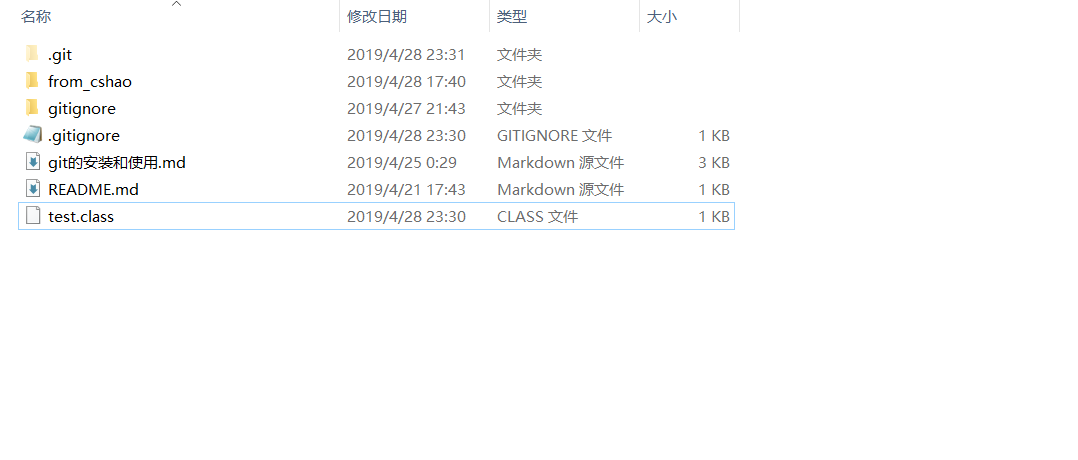 名称 修改日期 类型 大小
.git 2019/4/28 23:31 文件夹
from_cshao 2019/4/28 17:40 文件夹
gitignore 2019/4/27 21:43 文件夹
.gitignore 2019/4/28 23:30 GITIGNORE 文件 1 KB
git的安装和使用.md 2019/4/25 0:29 Markdown 源文件 3 KB
README.md 2019/4/21 17:43 Markdown 源文件 1 KB
test.class 2019/4/28 23:30 CLASS 文件 1 KB